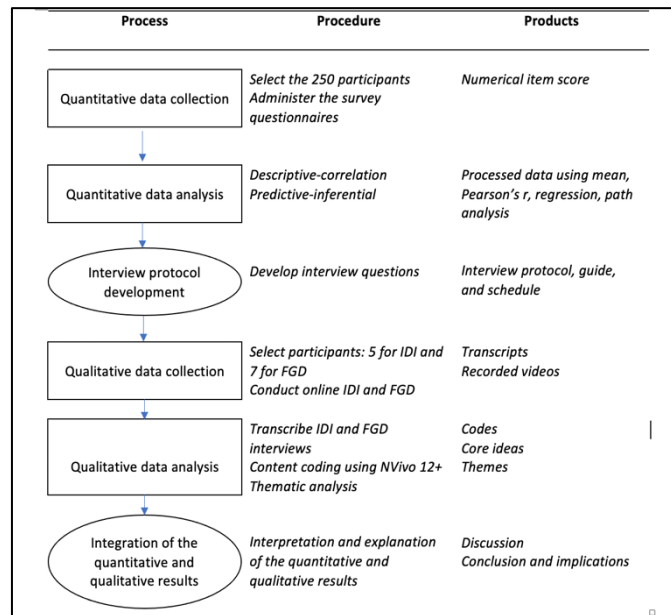 Process
Procedure
Products
Quantitative data collection
Select the 250 participants
Administer the survey
questionnaires
Numerical item score
Quantitative data analysis
Descriptive-correlation
Predictive-inferential
Processed data using mean,
Pearson's r, regression, path
analysis
Interview protocol
development
Develop interview questions
Interview protocol, guide,
and schedule
Qualitative data collection
Select participants: 5 for IDI and
7 for FGD
Conduct online IDI and FGD
Transcripts
Recorded videos
Qualitative data analysis
Transcribe IDI and FGD
interviews
Content coding using NVivo 12+
Thematic analysis
Codes
Core ideas
Themes
Integration of the
quantitative and
qualitative results
Interpretation and explanation
of the quantitative and
qualitative results
Discussion
Conclusion and implications